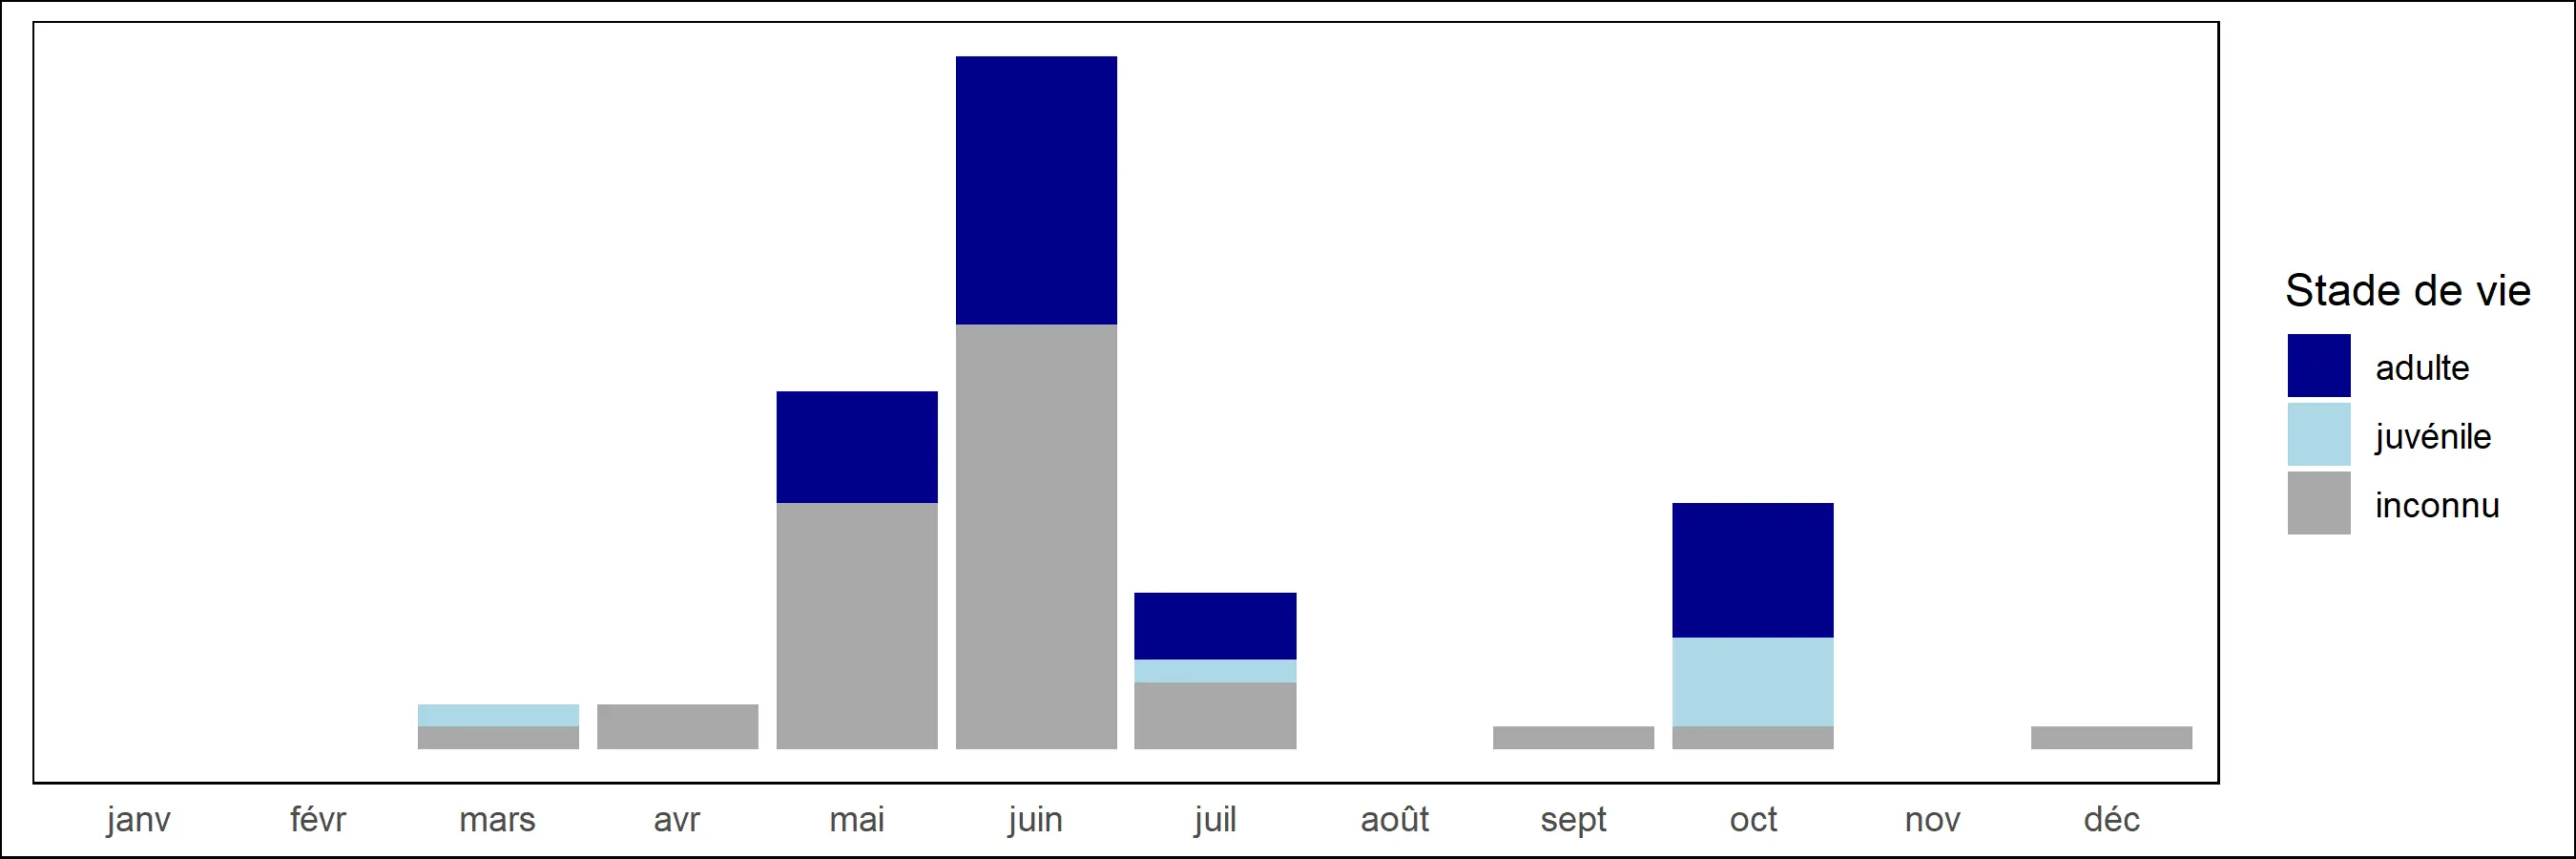 Stade de vie
adulte
juvénile
inconnu
janv févr mars avr mai juin juil août sept oct nov déc